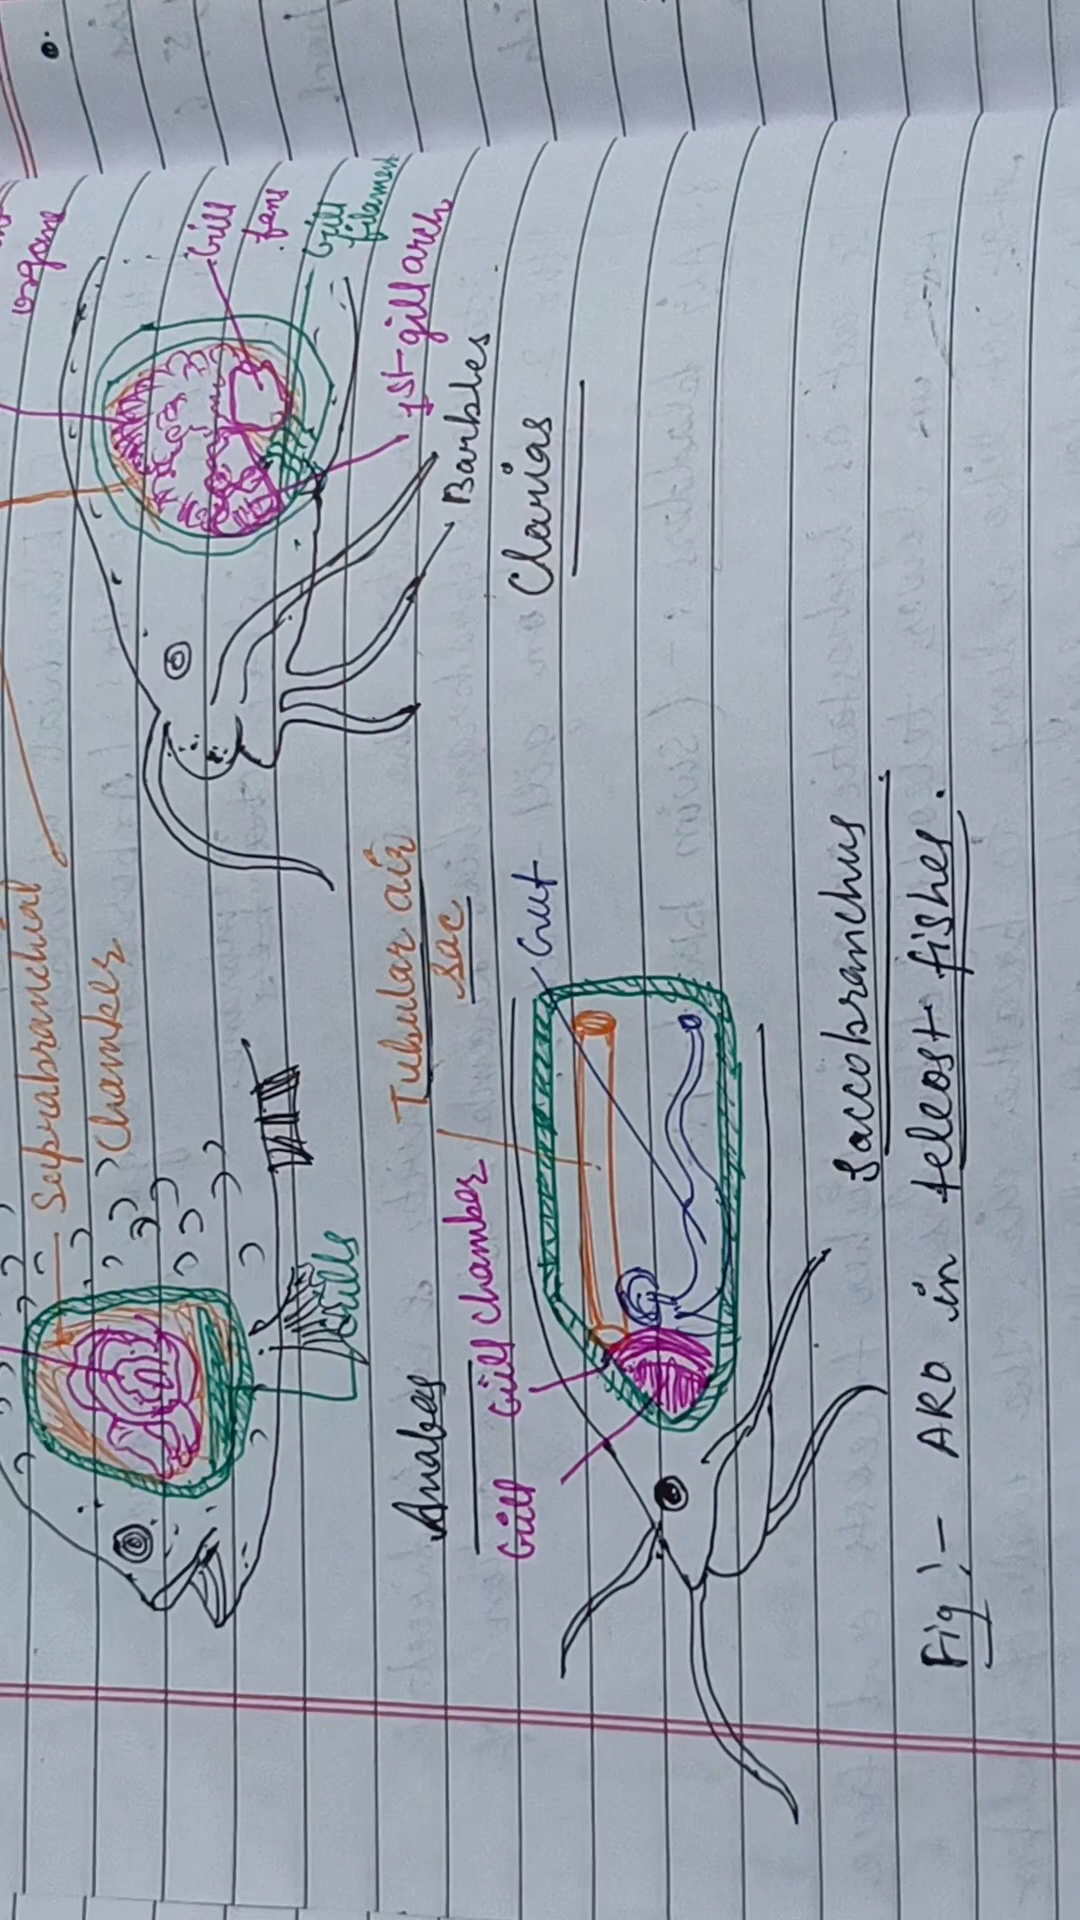 organs
Gill
fans
Gill
filament
1st gill arch
Barbles
Clarias
Suprabranchial
Chamber
Gills
Anabas
Tubular air
sac
Gut
Gill chamber
Gill
Saccobranchus
Fig :- ARO in teleost fishes.